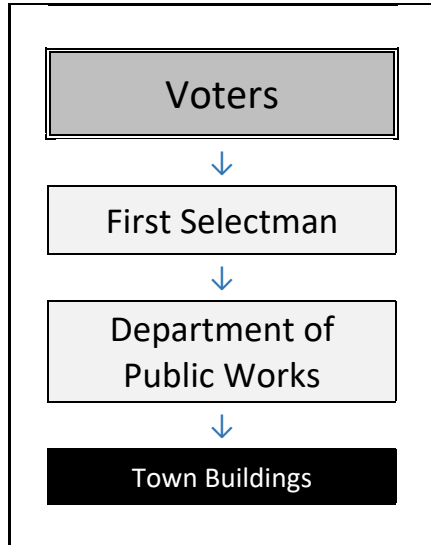 Voters
↓
First Selectman
↓
Department of
Public Works
↓
Town Buildings